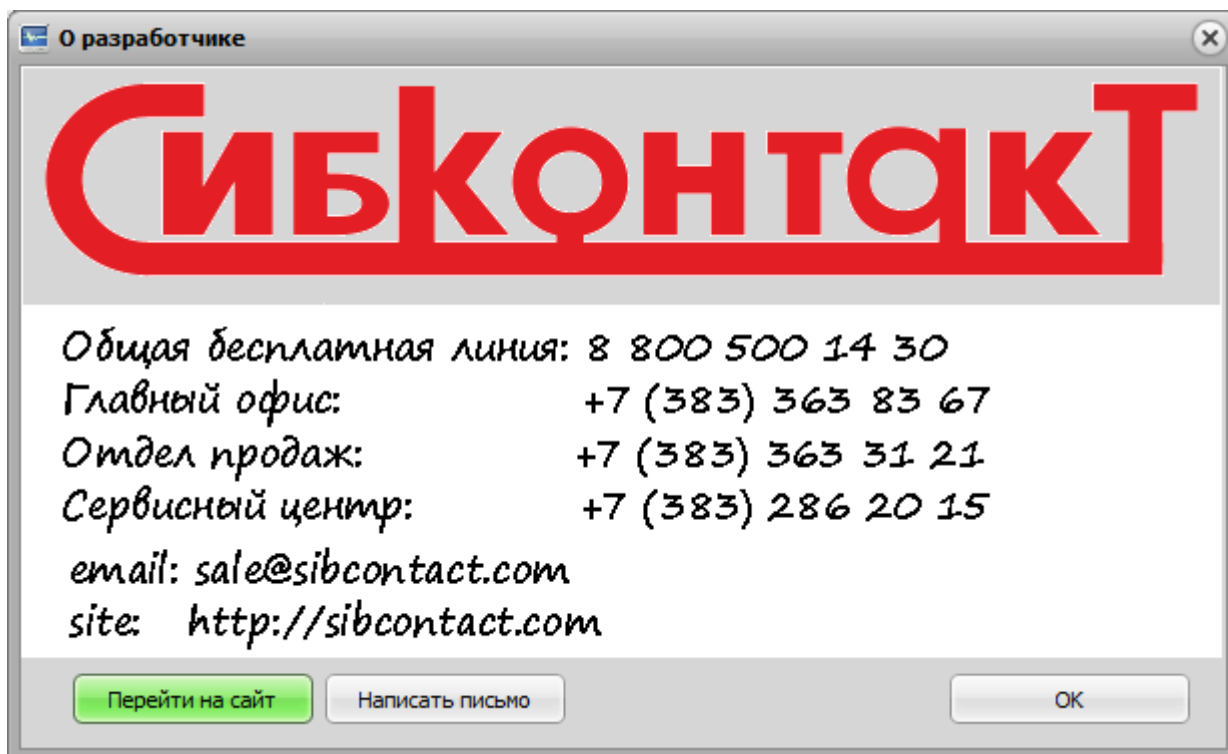 О разработчике
Сибконтакт
Общая бесплатная линия: 8 800 500 14 30
Главный офис: +7 (383) 363 83 67
Отдел продаж: +7 (383) 363 31 21
Сервисный центр: +7 (383) 286 20 15
email: sale@sibcontact.com
site: http://sibcontact.com
Перейти на сайт Написать письмо OK